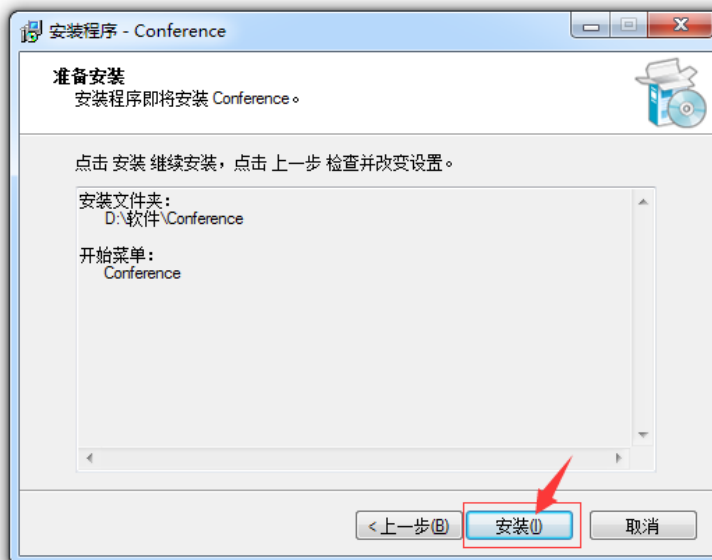 安装程序 - Conference
准备安装
安装程序即将安装 Conference。
点击 安装 继续安装，点击 上一步 检查并改变设置。
安装文件夹：
D:\软件\Conference
开始菜单：
Conference
<上一步(B)
安装(I)
取消